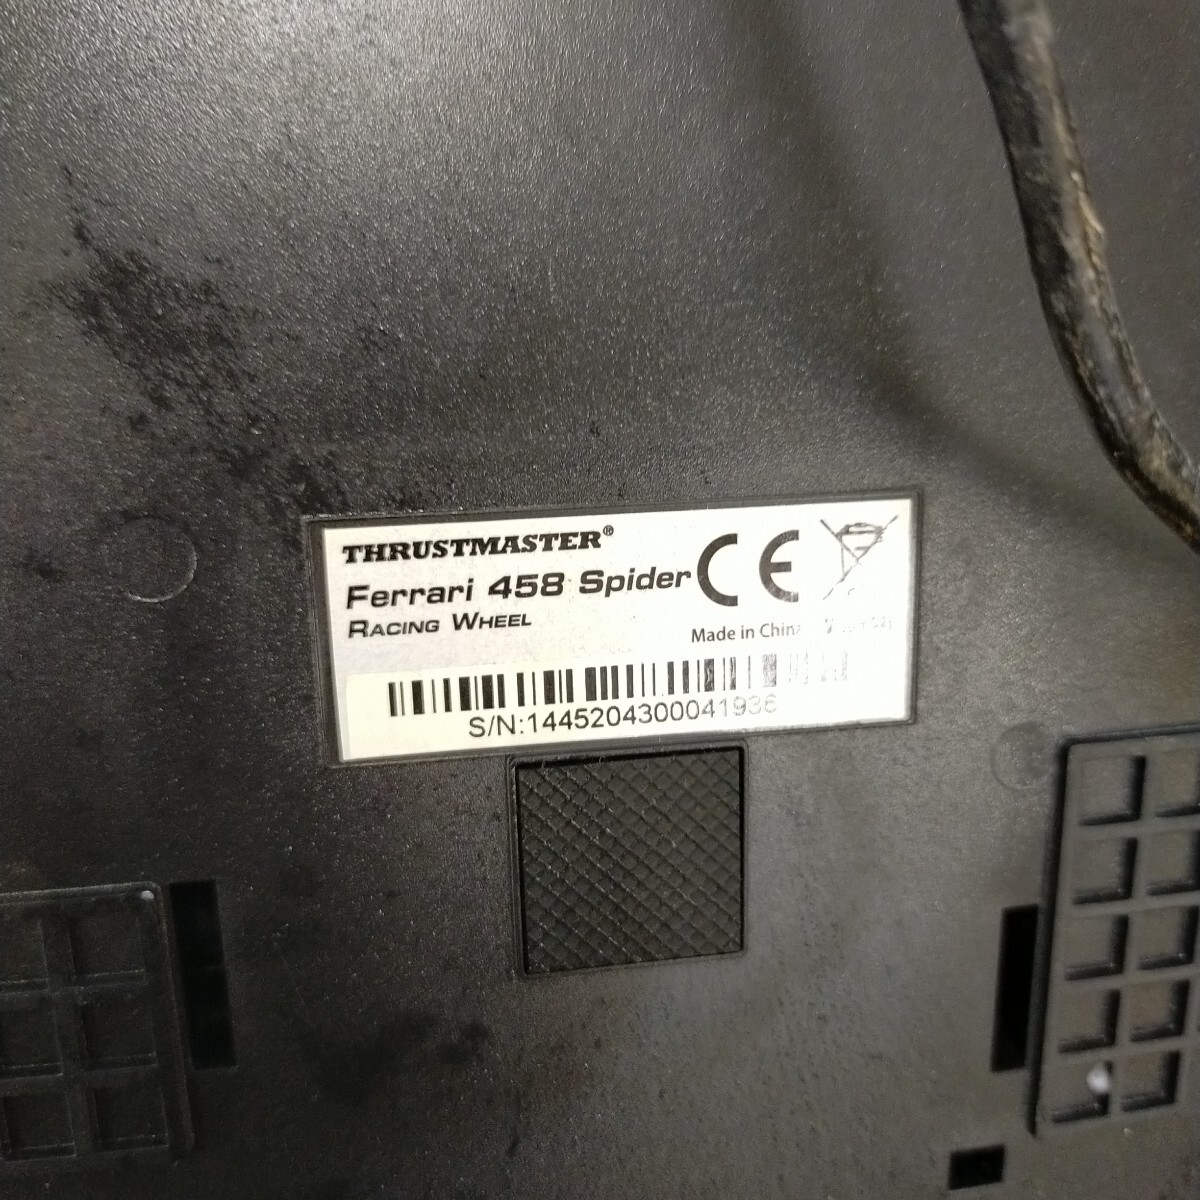 THRUSTMASTER®
Ferrari 458 Spider
RACING WHEEL
CE
Made in China
S/N:1445204300041936